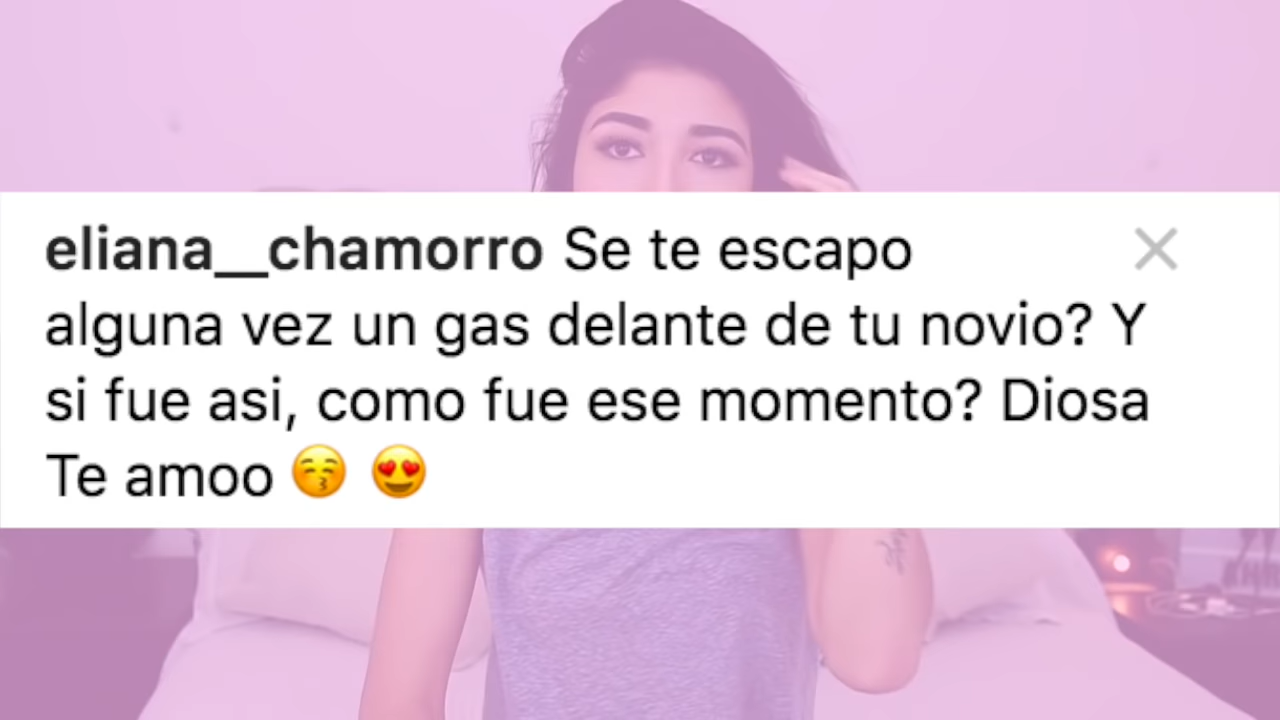 eliana__chamorro Se te escapo
alguna vez un gas delante de tu novio? Y
si fue asi, como fue ese momento? Diosa
Te amoo 😚 😍